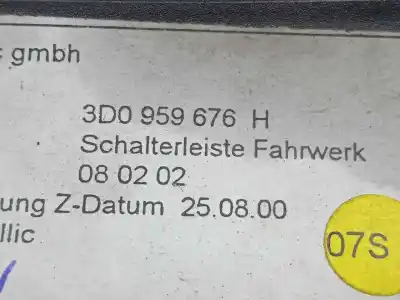 gmbh
3D0 959 676 H
Schalterleiste Fahrwerk
08 02 02
ung Z-Datum 25.08.00
llic
07S